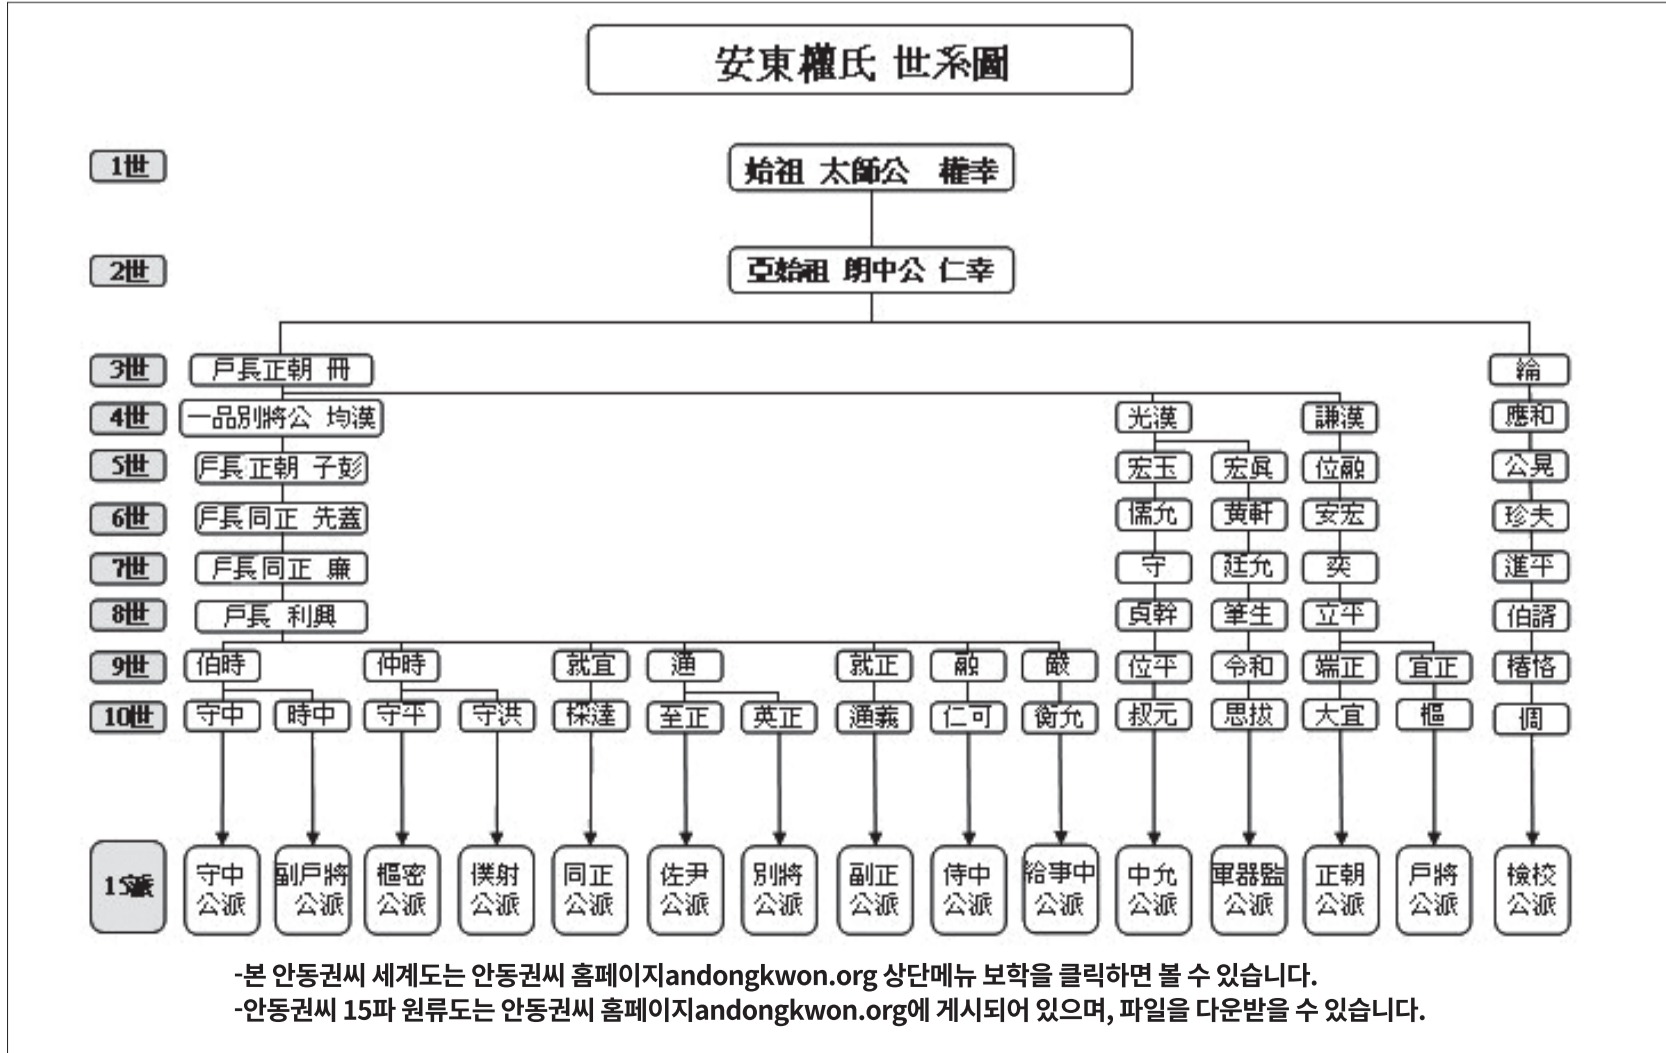 安東權氏 世系圖
1世 始祖 太師公 權幸
2世 亞始祖 朗中公 仁幸
3世 戶長正朝 冊 綸
4世 一品別將公 均漢 光漢 謙漢 應和
5世 戶長正朝 子彭 宏玉 宏眞 位融 公晃
6世 戶長同正 先蓋 儒允 黄軒 安宏 珍夫
7世 戶長同正 廉 守 廷允 奕 進平
8世 戶長 利興 貞幹 筆生 立平 伯諝
9世 伯時 仲時 就宜 通 就正 融 嚴 位平 令和 端正 宜正 椿恪
10世 守中 時中 守平 守洪 棌達 至正 英正 通義 仁可 衡允 叔元 思拔 大宜 樞 倜
15派 守中 副戶將 樞密 僕射 同正 佐尹 別將 副正 侍中 給事中 中允 軍器監 正朝 戶將 檢校
公派 公派 公派 公派 公派 公派 公派 公派 公派 公派 公派 公派 公派 公派 公派
-본 안동권씨 세계도는 안동권씨 홈페이지andongkwon.org 상단메뉴 보학을 클릭하면 볼 수 있습니다.
-안동권씨 15파 원류도는 안동권씨 홈페이지andongkwon.org에 게시되어 있으며, 파일을 다운받을 수 있습니다.